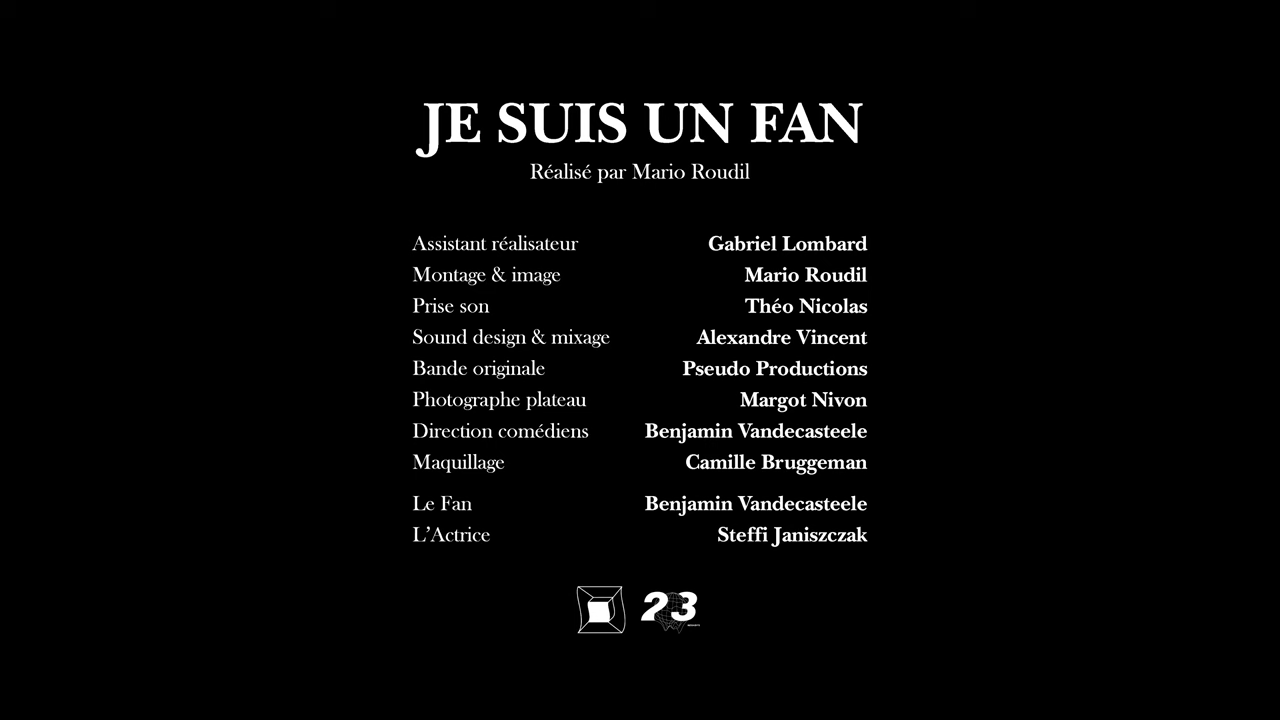 JE SUIS UN FAN
Réalisé par Mario Roudil
Assistant réalisateur Gabriel Lombard
Montage & image Mario Roudil
Prise son Théo Nicolas
Sound design & mixage Alexandre Vincent
Bande originale Pseudo Productions
Photographe plateau Margot Nivon
Direction comédiens Benjamin Vandecasteele
Maquillage Camille Bruggeman
Le Fan Benjamin Vandecasteele
L’Actrice Steffi Janiszczak
23